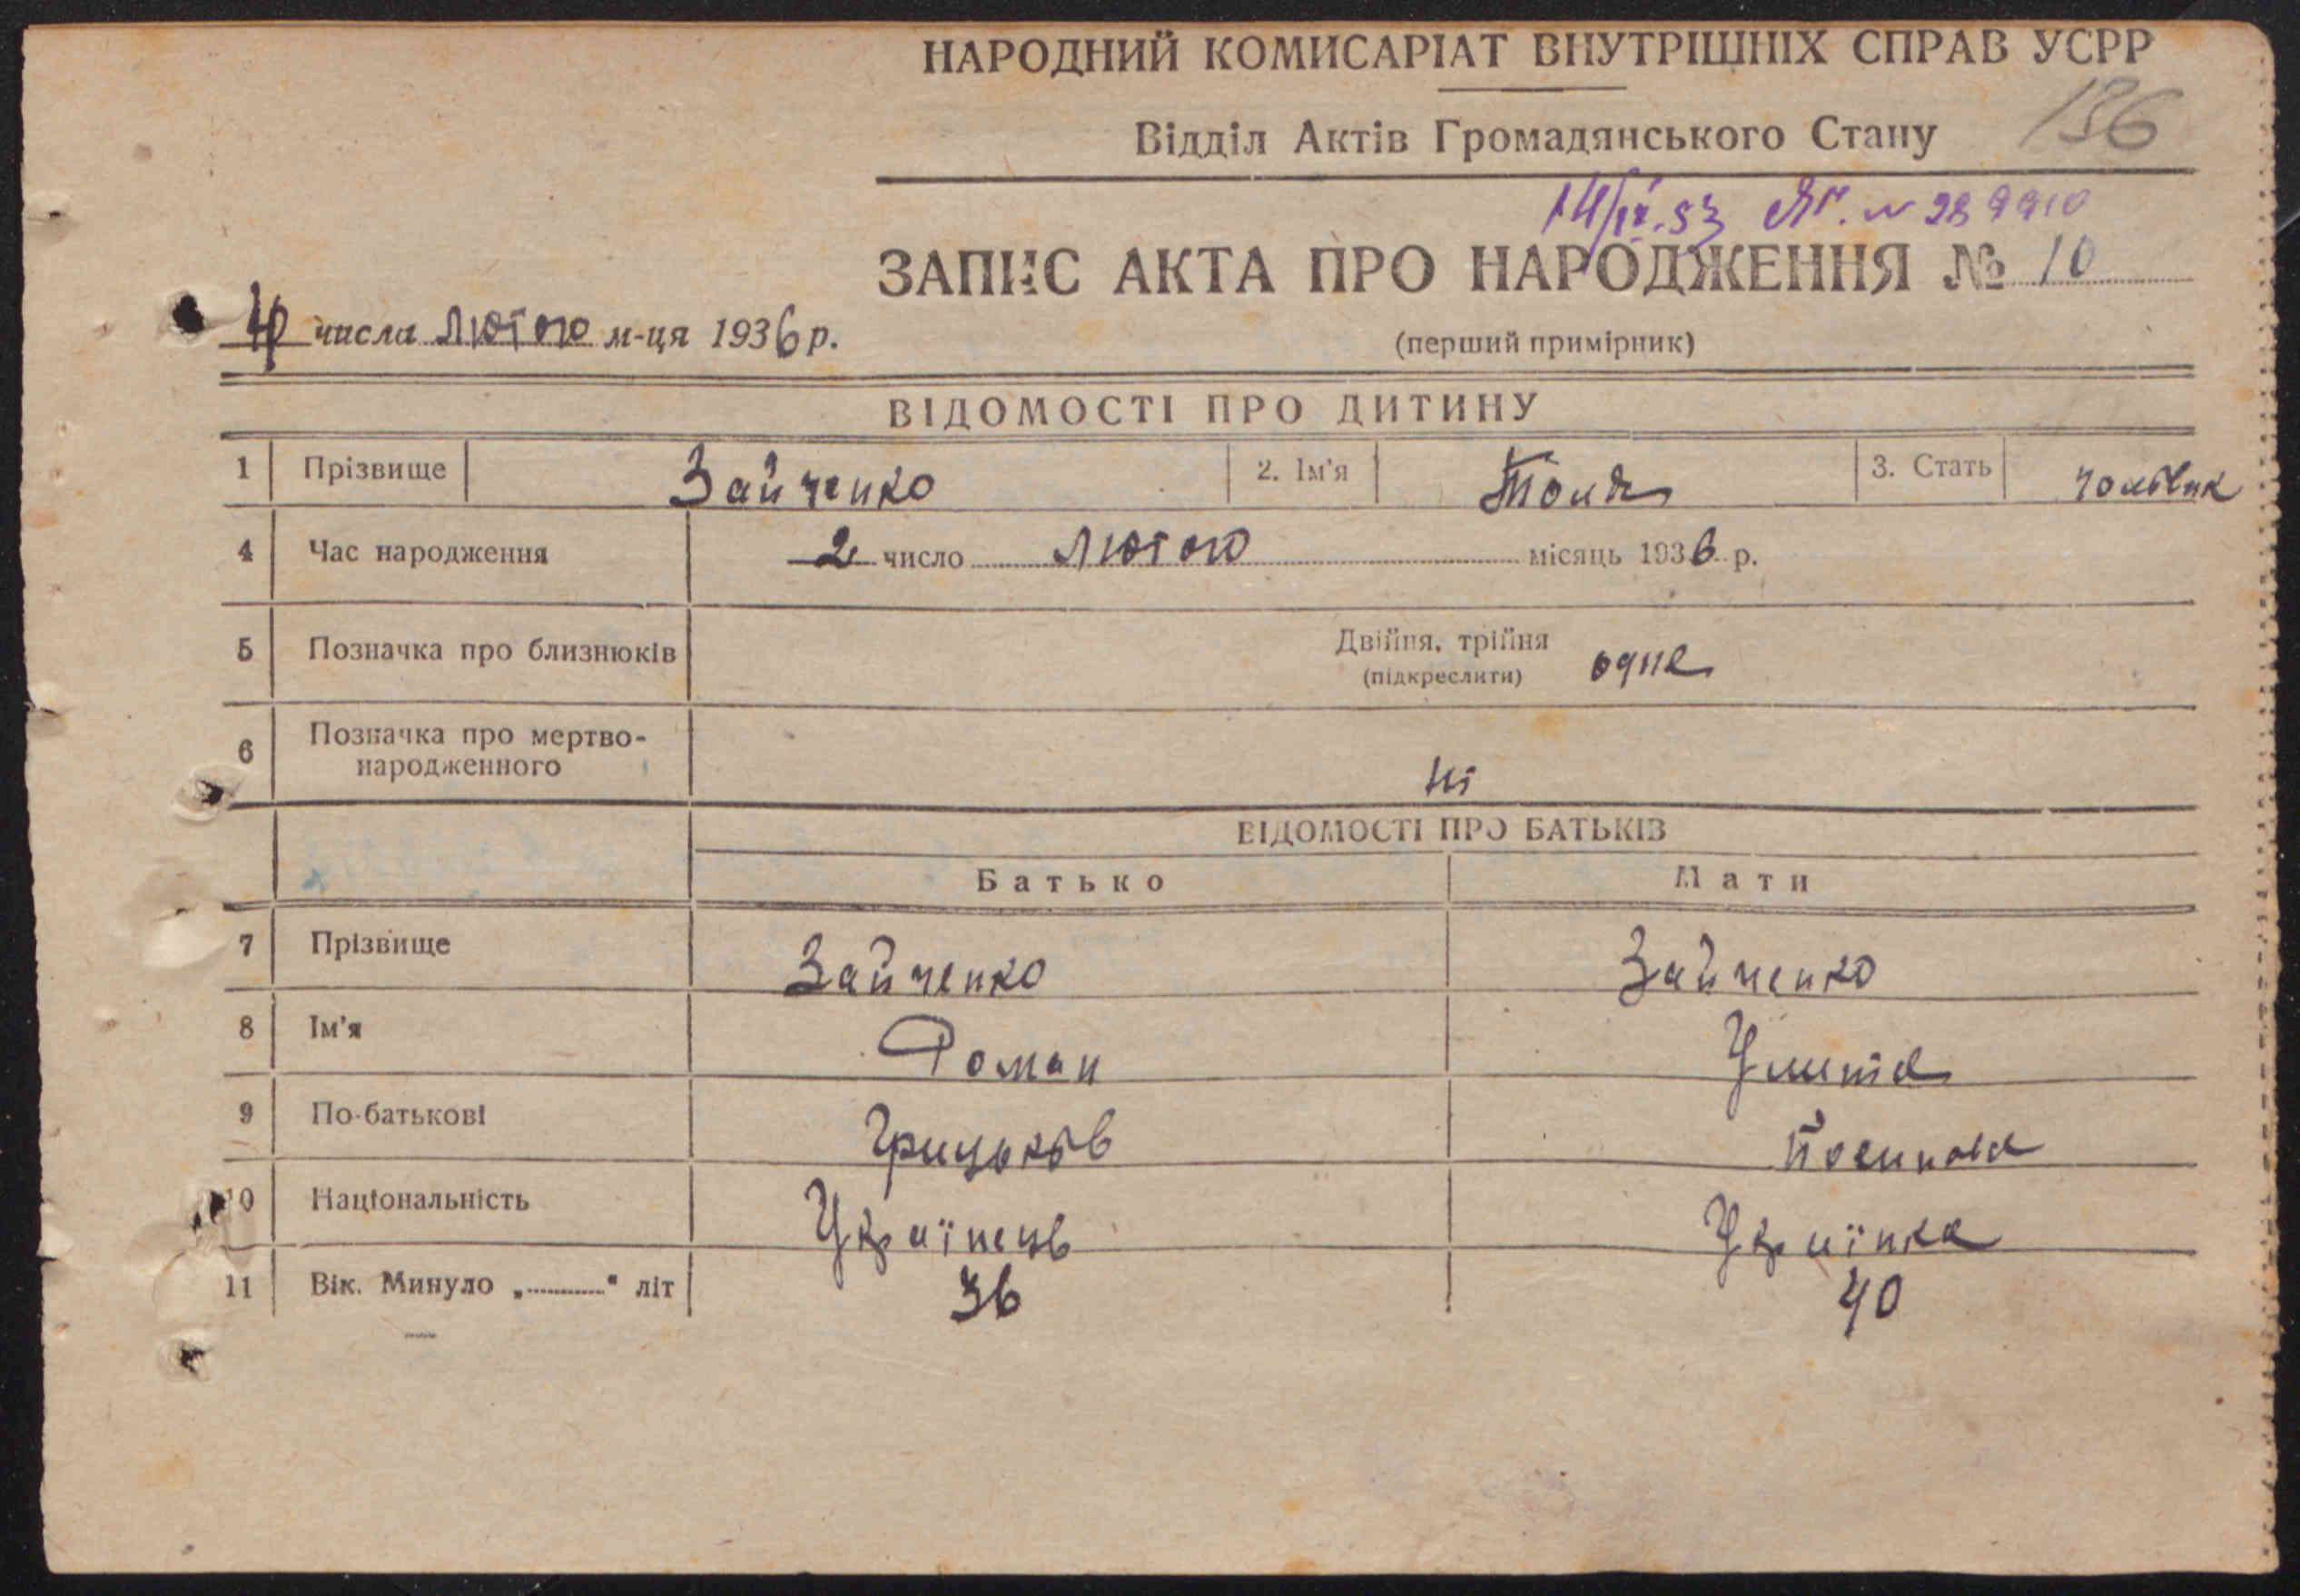 НАРОДНИЙ КОМИСАРІАТ ВНУТРІШНІХ СПРАВ УСРР
136
Відділ Актів Громадянського Стану
ЗАПИС АКТА ПРО НАРОДЖЕННЯ № 10
числа Лютого м-ця 1936 р.
(перший примірник)
ВІДОМОСТІ ПРО ДИТИНУ
1 Прізвище Зайченко 2. Ім'я Толя 3. Стать чоловік
4 Час народження 2 число Лютого місяць 1936 р.
5 Позначка про близнюків Двійня, трійня (підкреслити) одне
6 Позначка про мертво-
народженного ні
ВІДОМОСТІ ПРО БАТЬКІВ
Батько Мати
7 Прізвище Зайченко Зайченко
8 Ім'я Роман Улита
9 По-батькові Грицьків
10 Національність Українець Українка
11 Вік. Минуло „ “ літ 36 40